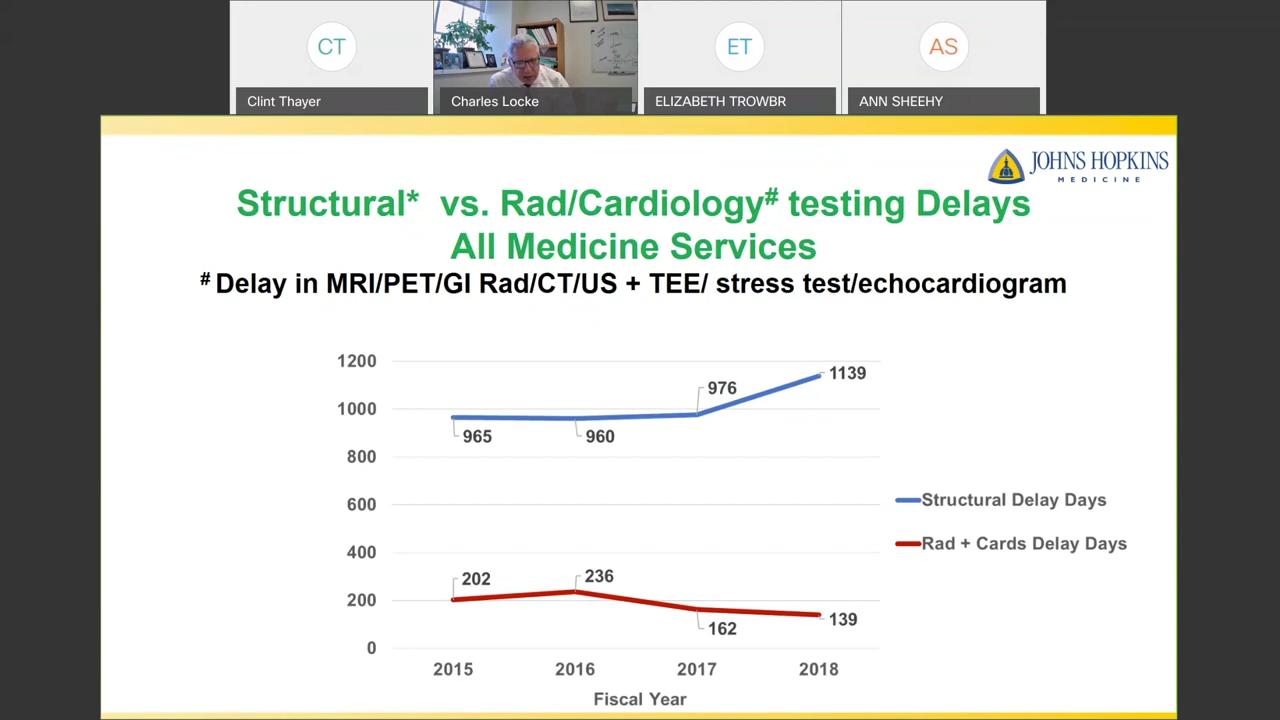 CT
Clint Thayer
Charles Locke
ET
ELIZABETH TROWBR
AS
ANN SHEEHY
JOHNS HOPKINS
MEDICINE
Structural* vs. Rad/Cardiology# testing Delays
All Medicine Services
# Delay in MRI/PET/GI Rad/CT/US + TEE/ stress test/echocardiogram
1200
1000
800
600
400
200
0
965
960
976
1139
202
236
162
139
2015 2016 2017 2018
Fiscal Year
Structural Delay Days
Rad + Cards Delay Days